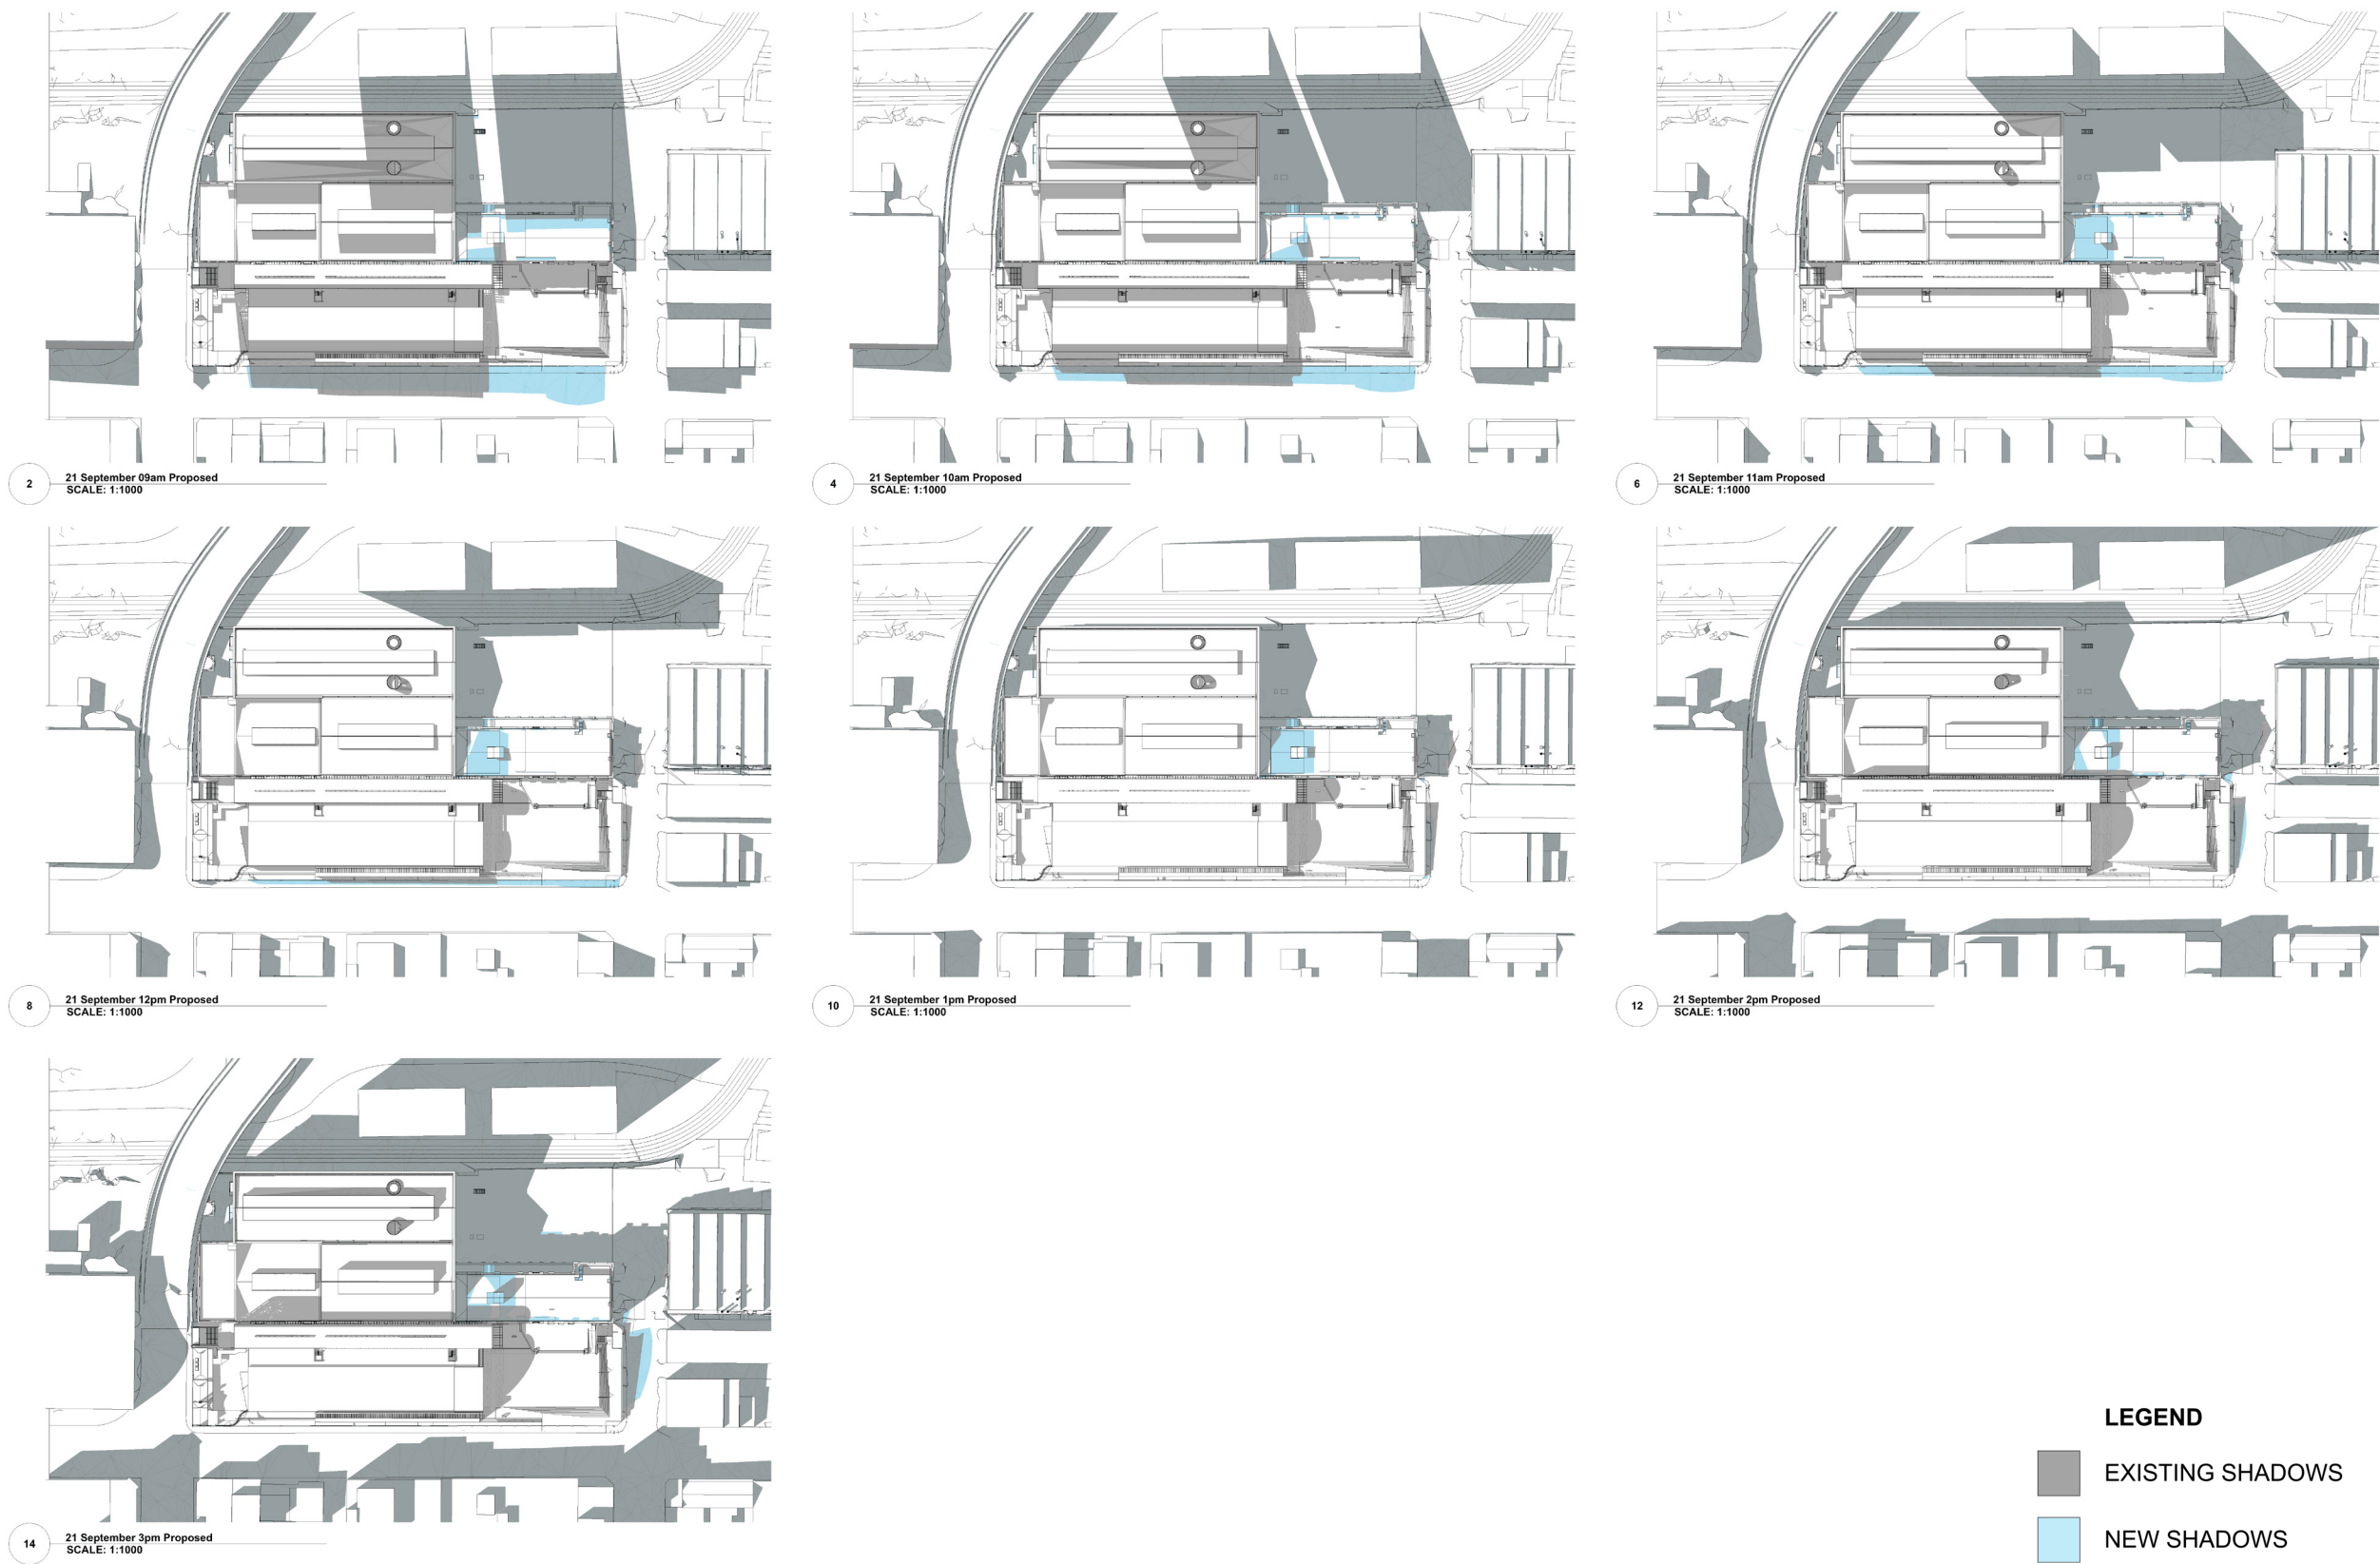 2
21 September 09am Proposed
SCALE: 1:1000
4
21 September 10am Proposed
SCALE: 1:1000
6
21 September 11am Proposed
SCALE: 1:1000
8
21 September 12pm Proposed
SCALE: 1:1000
10
21 September 1pm Proposed
SCALE: 1:1000
12
21 September 2pm Proposed
SCALE: 1:1000
14
21 September 3pm Proposed
SCALE: 1:1000
LEGEND
EXISTING SHADOWS
NEW SHADOWS